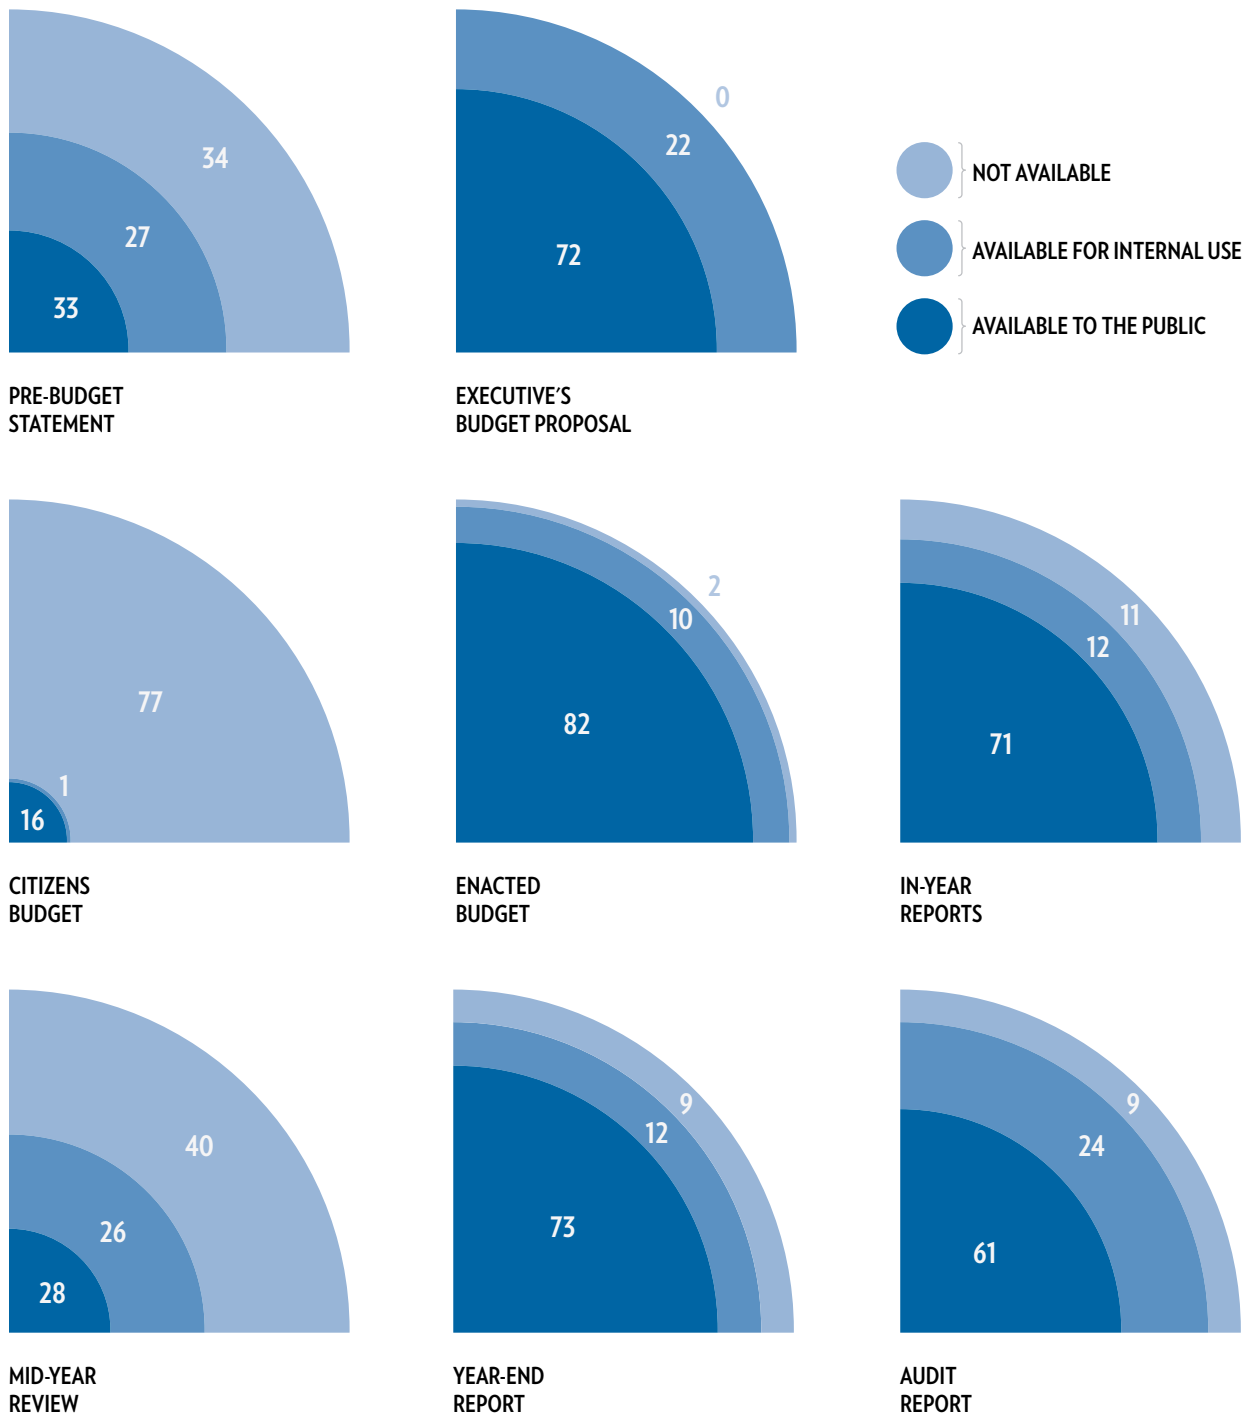 34
27
33
PRE-BUDGET
STATEMENT
0
22
72
EXECUTIVE'S
BUDGET PROPOSAL
NOT AVAILABLE
AVAILABLE FOR INTERNAL USE
AVAILABLE TO THE PUBLIC
77
1
16
CITIZENS
BUDGET
2
10
82
ENACTED
BUDGET
11
12
71
IN-YEAR
REPORTS
40
26
28
MID-YEAR
REVIEW
9
12
73
YEAR-END
REPORT
9
24
61
AUDIT
REPORT